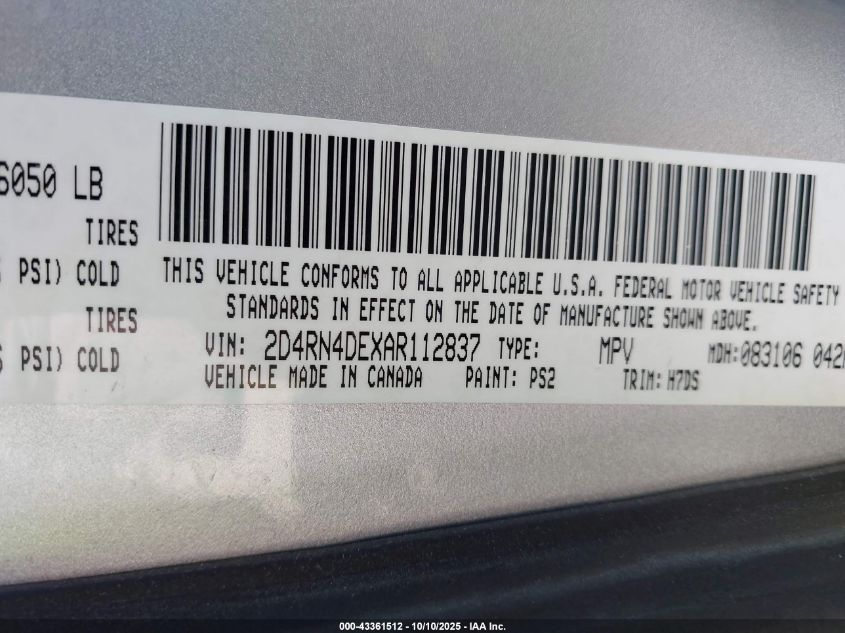 6050 LB
TIRES
PSI) COLD
THIS VEHICLE CONFORMS TO ALL APPLICABLE U.S.A. FEDERAL MOTOR VEHICLE SAFETY
STANDARDS IN EFFECT ON THE DATE OF MANUFACTURE SHOWN ABOVE.
TIRES
VIN: 2D4RN4DEXAR112837 TYPE: MPV MDH:083106 042
PSI) COLD
VEHICLE MADE IN CANADA PAINT: PS2 TRIM: H7DS
000-43361512 - 10/10/2025 - IAA Inc.